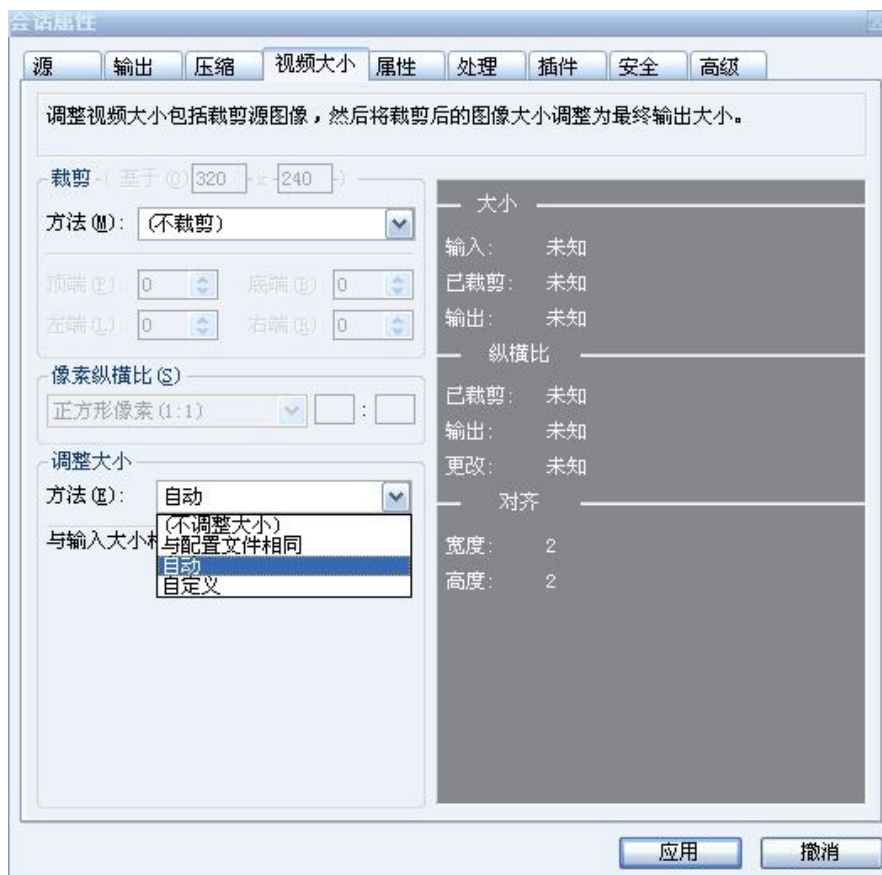 会话属性
源 输出 压缩 视频大小 属性 处理 插件 安全 高级
调整视频大小包括裁剪源图像，然后将裁剪后的图像大小调整为最终输出大小。
裁剪-( 基于(O) 320 x 240 )
方法(M)： (不裁剪)
顶端(P) 0 底端(B) 0
左端(L) 0 右端(R) 0
像素纵横比(S)
正方形像素(1:1) :
调整大小
方法(E)： 自动
(不调整大小)
与输入大小
与配置文件相同
自动
自定义
大小
输入： 未知
已裁剪： 未知
输出： 未知
纵横比
已裁剪： 未知
输出： 未知
更改： 未知
对齐
宽度： 2
高度： 2
应用 撤消